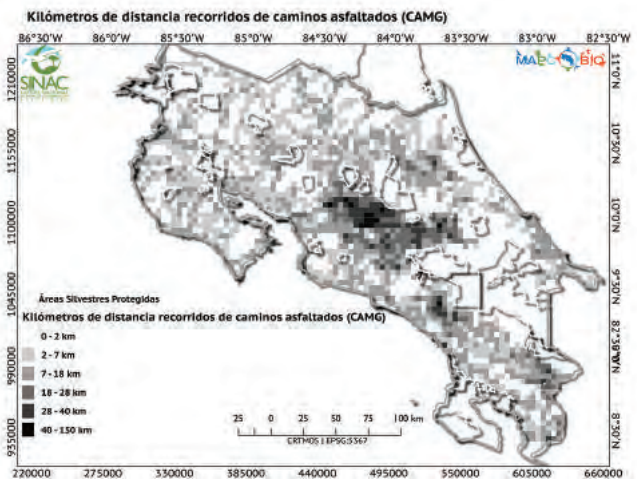 Kilómetros de distancia recorridos de caminos asfaltados (CAMG)
86°30'W 86°0'W 85°30'W 85°0'W 84°30'W 84°0'W 83°30'W 83°0'W 82°30'W
SINAC
1210000
1155000
1100000
1045000
990000
935000
11°0'N
10°30'N
10°0'N
9°30'N
8°30'N
Áreas Silvestres Protegidas
Kilómetros de distancia recorridos de caminos asfaltados (CAMG)
0 - 2 km
2 - 7 km
7 - 18 km
18 - 28 km
28 - 40 km
40 - 150 km
25 0 25 50 75 100 km
CRTM05 | EPSG:5367
220000 275000 330000 385000 440000 495000 550000 605000 660000